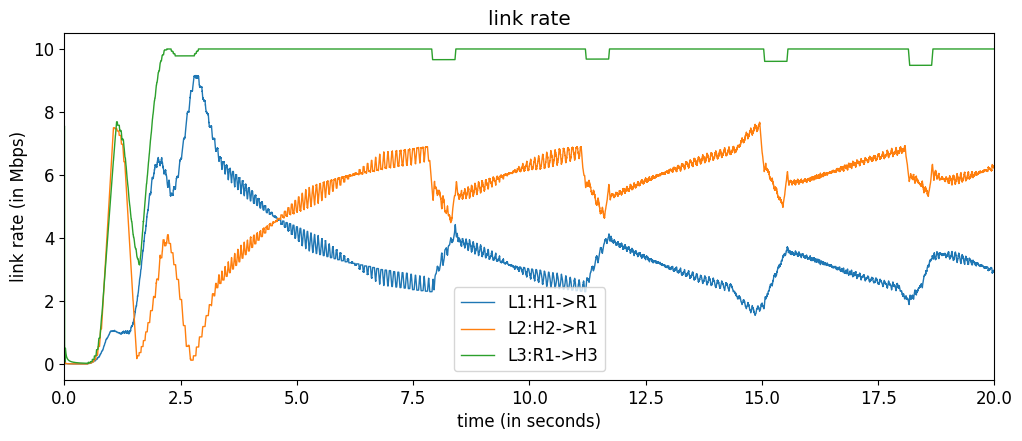 link rate
10
8
6
4
2
0
link rate (in Mbps)
L1:H1->R1
L2:H2->R1
L3:R1->H3
0.0 2.5 5.0 7.5 10.0 12.5 15.0 17.5 20.0
time (in seconds)